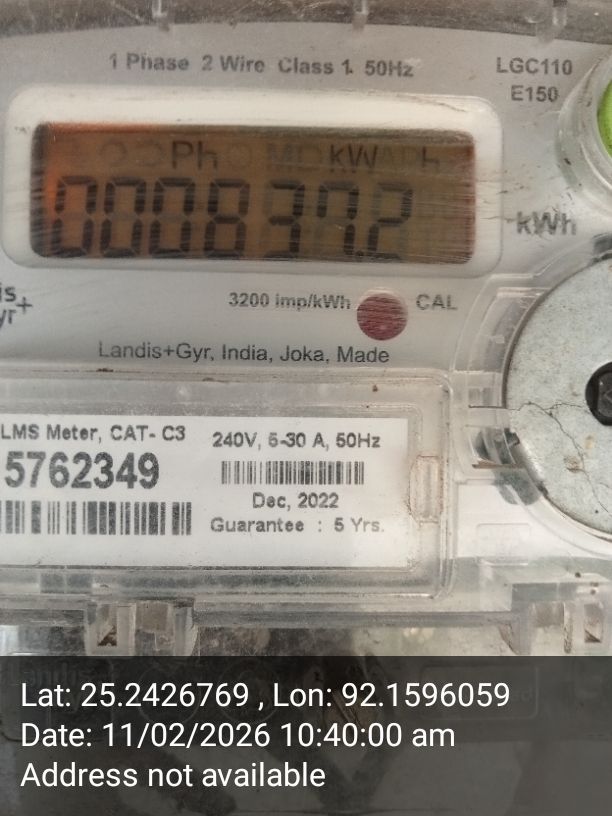 1 Phase 2 Wire Class 1. 50Hz
LGC110
E150
000837.2
kWh
3200 imp/kWh
CAL
Landis+Gyr, India, Joka, Made
LMS Meter, CAT- C3
5762349
240V, 5-30 A, 50Hz
Dec, 2022
Guarantee : 5 Yrs.
Lat: 25.2426769 , Lon: 92.1596059
Date: 11/02/2026 10:40:00 am
Address not available